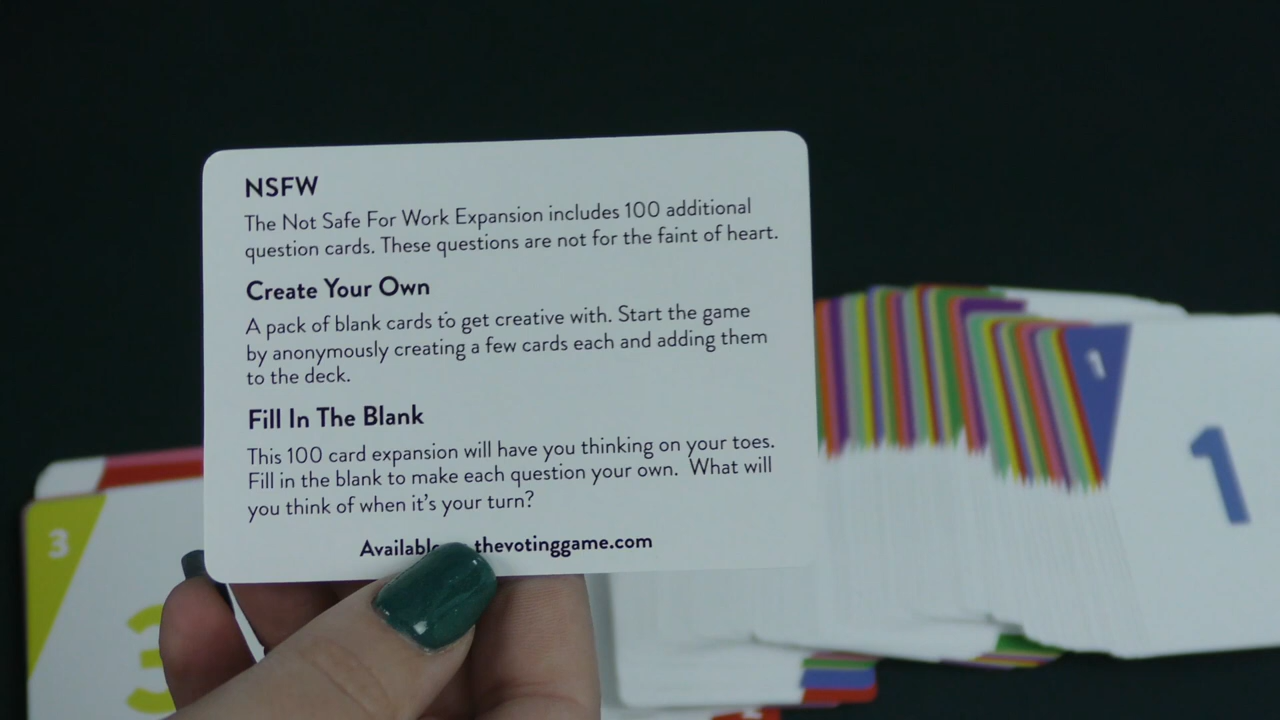 NSFW
The Not Safe For Work Expansion includes 100 additional
question cards. These questions are not for the faint of heart.
Create Your Own
A pack of blank cards to get creative with. Start the game
by anonymously creating a few cards each and adding them
to the deck.
Fill In The Blank
This 100 card expansion will have you thinking on your toes.
Fill in the blank to make each question your own. What will
you think of when it's your turn?
Available thevotinggame.com
3
3
1
1
1